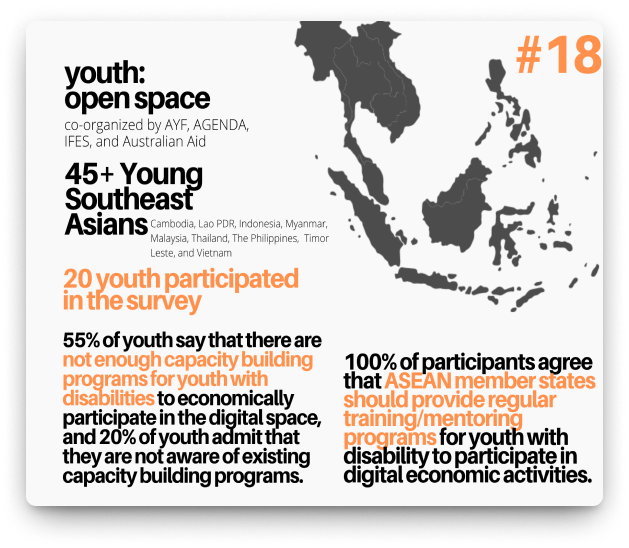 #18
youth:
open space
co-organized by AYF, AGENDA,
IFES, and Australian Aid
45+ Young
Southeast
Asians
Cambodia, Lao PDR, Indonesia, Myanmar,
Malaysia, Thailand, The Philippines, Timor
Leste, and Vietnam
20 youth participated
in the survey
55% of youth say that there are
not enough capacity building
programs for youth with
disabilities to economically
participate in the digital space,
and 20% of youth admit that
they are not aware of existing
capacity building programs.
100% of participants agree
that ASEAN member states
should provide regular
training/mentoring
programs for youth with
disability to participate in
digital economic activities.